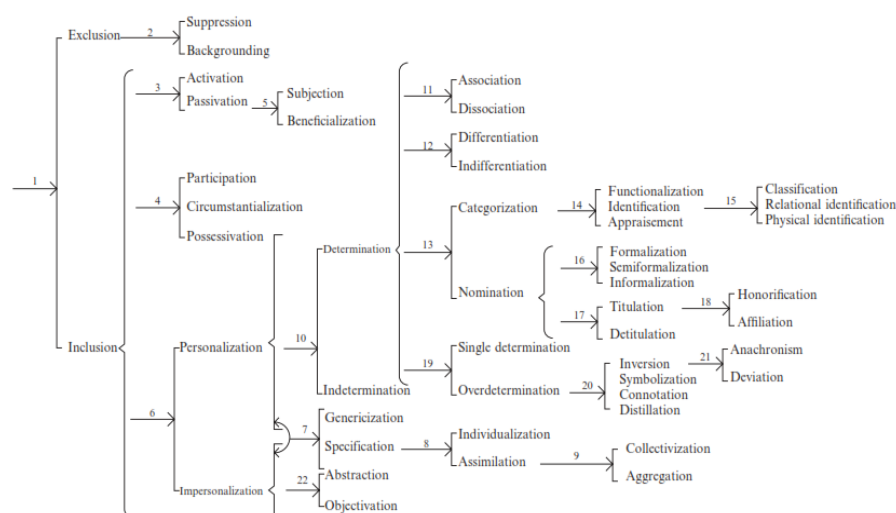 Exclusion
2
Suppression
Backgrounding
3
Activation
Passivation
5
Subjection
Beneficialization
11
Association
Dissociation
12
Differentiation
Indifferentiation
1
4
Participation
Circumstantialization
Possessivation
Categorization
14
Functionalization
Identification
Appraisement
15
Classification
Relational identification
Physical identification
Determination
13
Nomination
16
Formalization
Semiformalization
Informalization
17
Titulation
Detitulation
18
Honorification
Affiliation
Inclusion
Personalization
10
Indetermination
19
Single determination
Overdetermination
20
Inversion
Symbolization
Connotation
Distillation
21
Anachronism
Deviation
6
7
Genericization
Specification
8
Individualization
Assimilation
9
Collectivization
Aggregation
Impersonalization
22
Abstraction
Objectivation